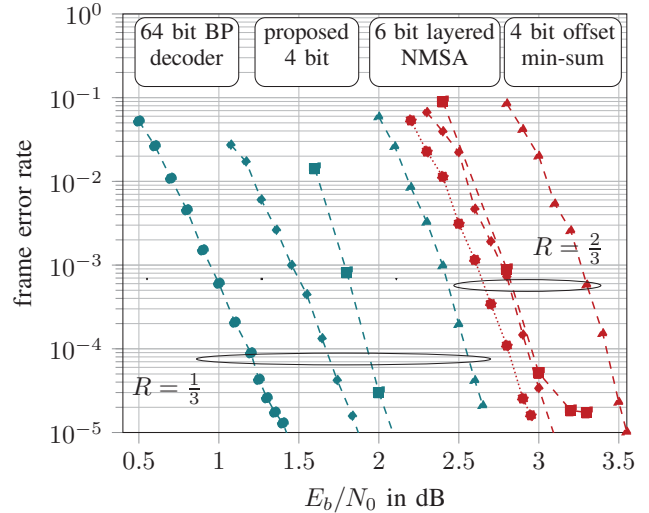 64 bit BP decoder
proposed 4 bit
6 bit layered NMSA
4 bit offset min-sum
10⁻¹
10⁻²
10⁻³
10⁻⁴
10⁻⁵
frame error rate
R = 2/3
R = 1/3
0.5 1 1.5 2 2.5 3 3.5
E_b/N_0 in dB